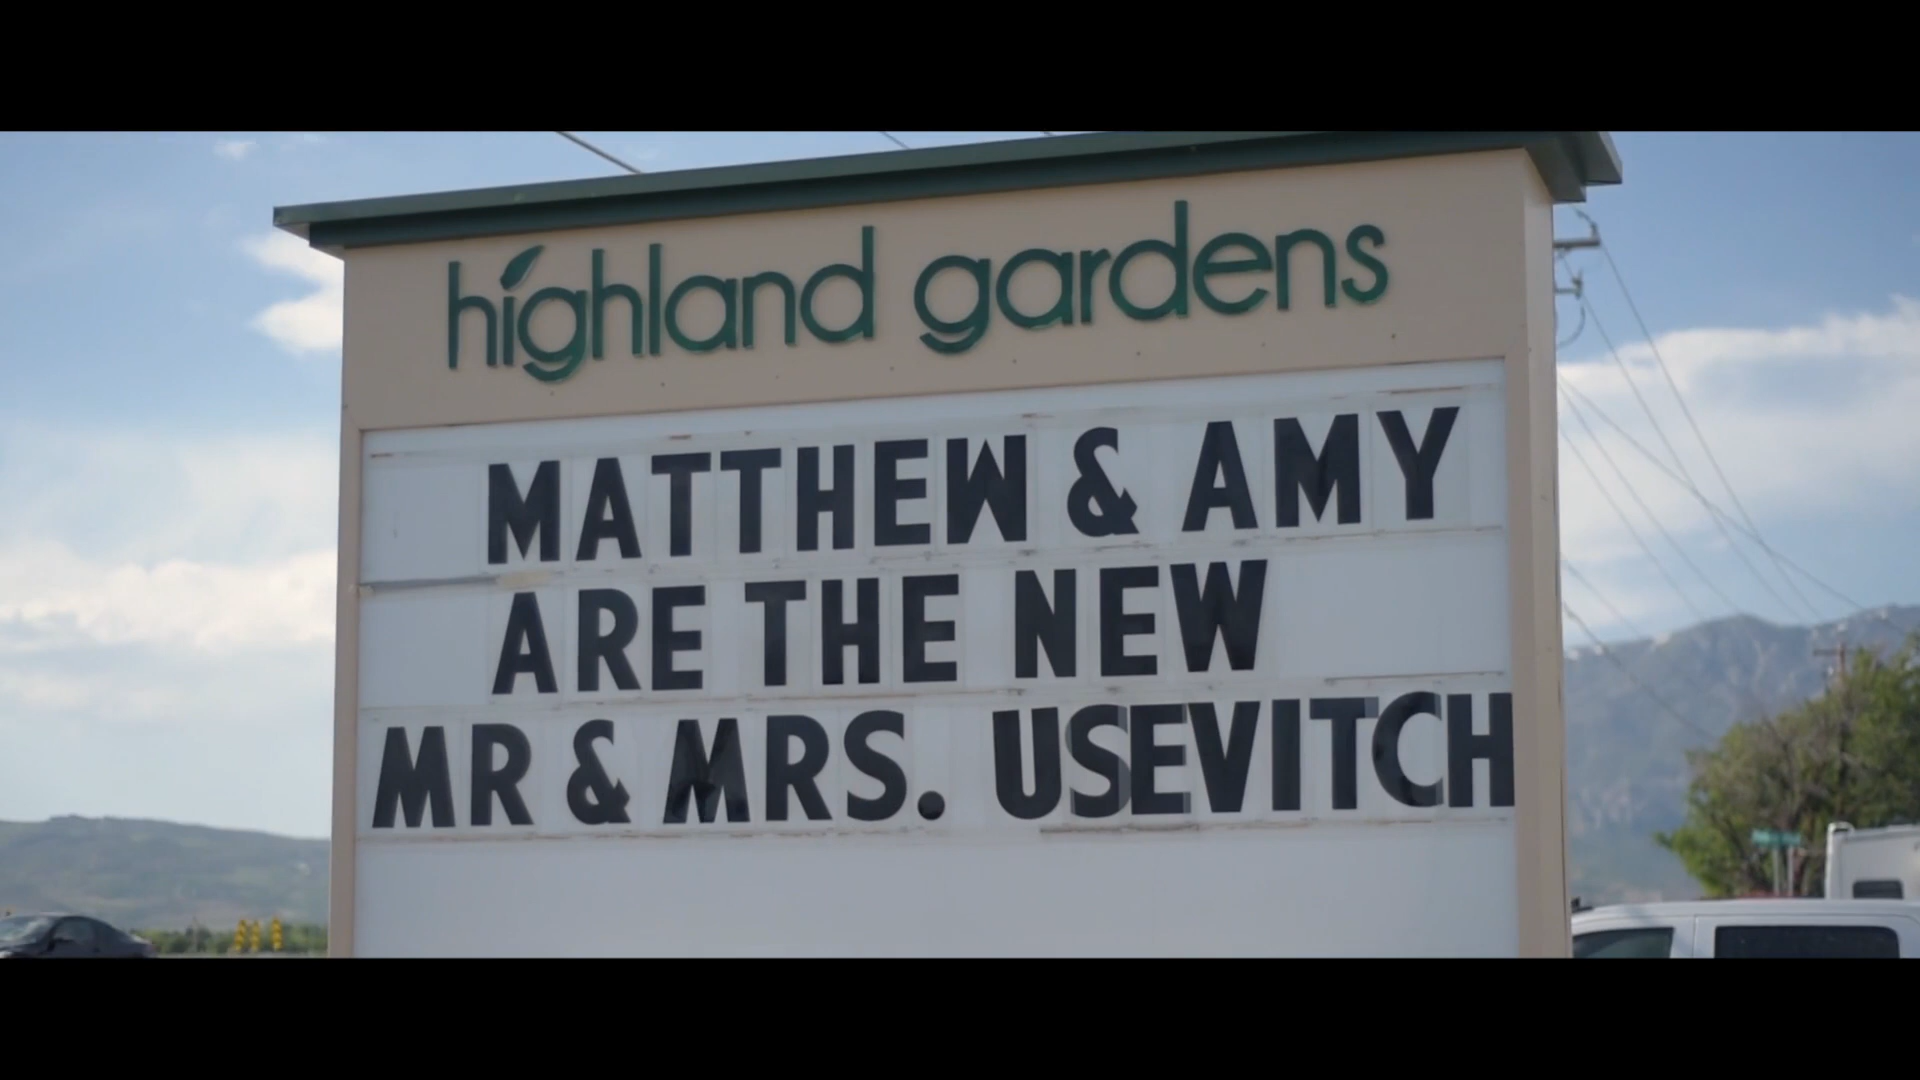 highland gardens
MATTHEW & AMY
ARE THE NEW
MR & MRS. USEVITCH